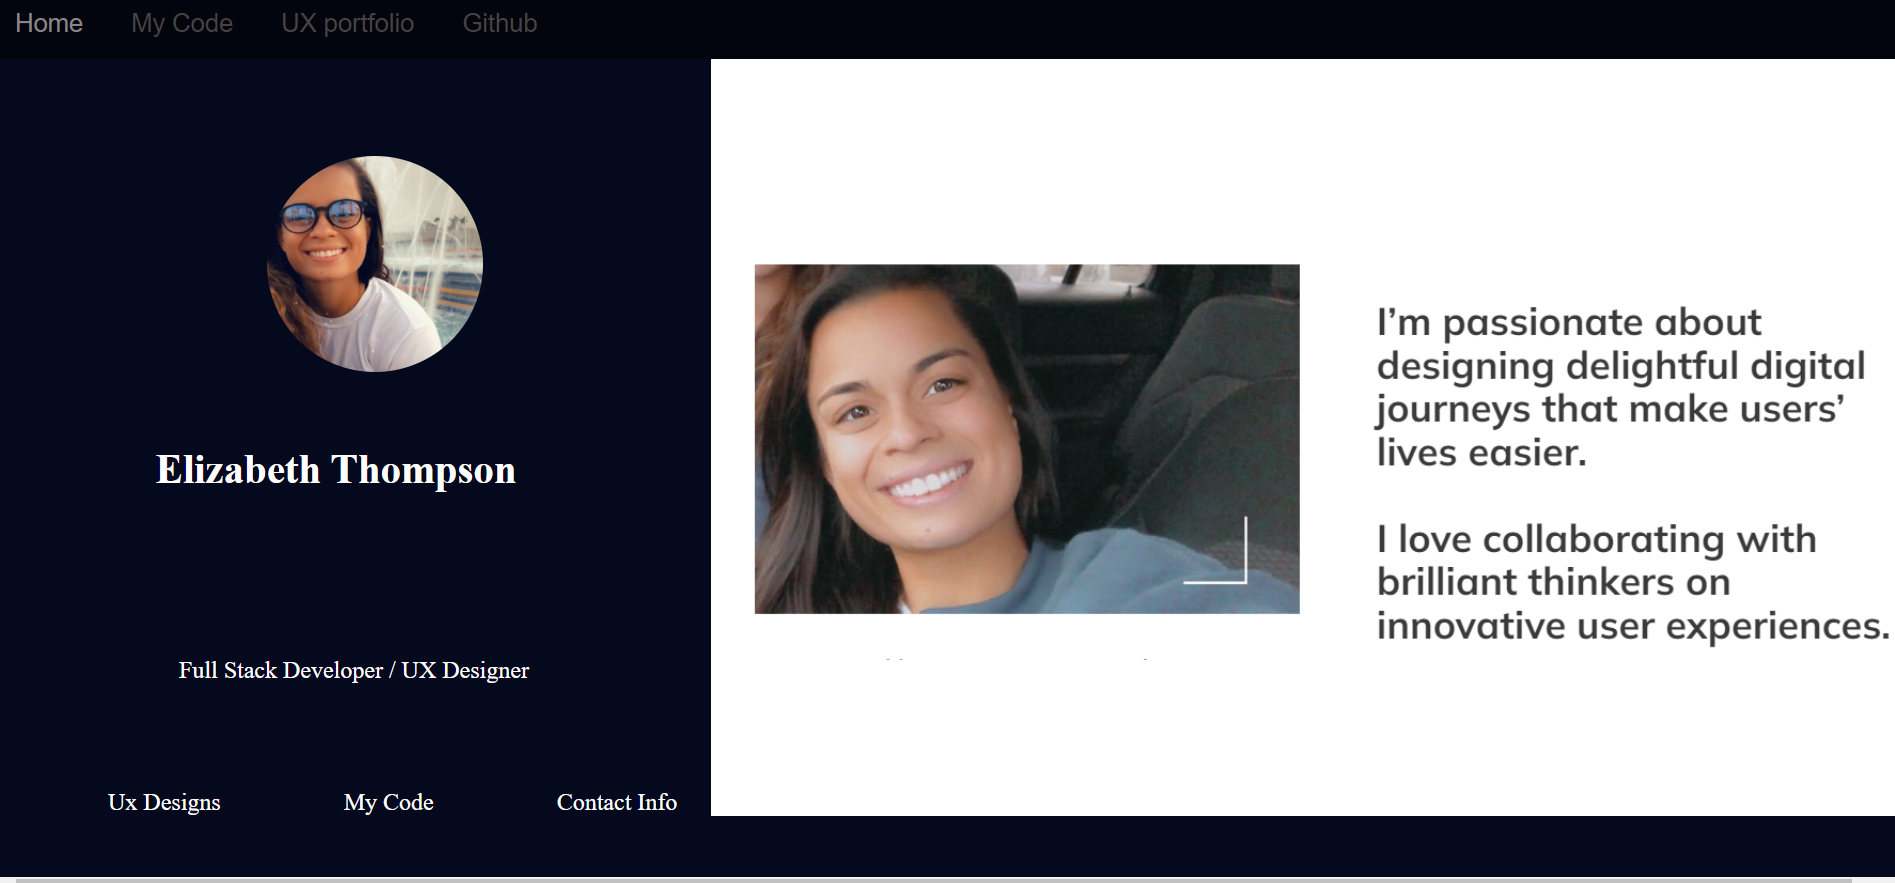 Home My Code UX portfolio Github
Elizabeth Thompson
Full Stack Developer / UX Designer
Ux Designs My Code Contact Info
I’m passionate about
designing delightful digital
journeys that make users’
lives easier.
I love collaborating with
brilliant thinkers on
innovative user experiences.